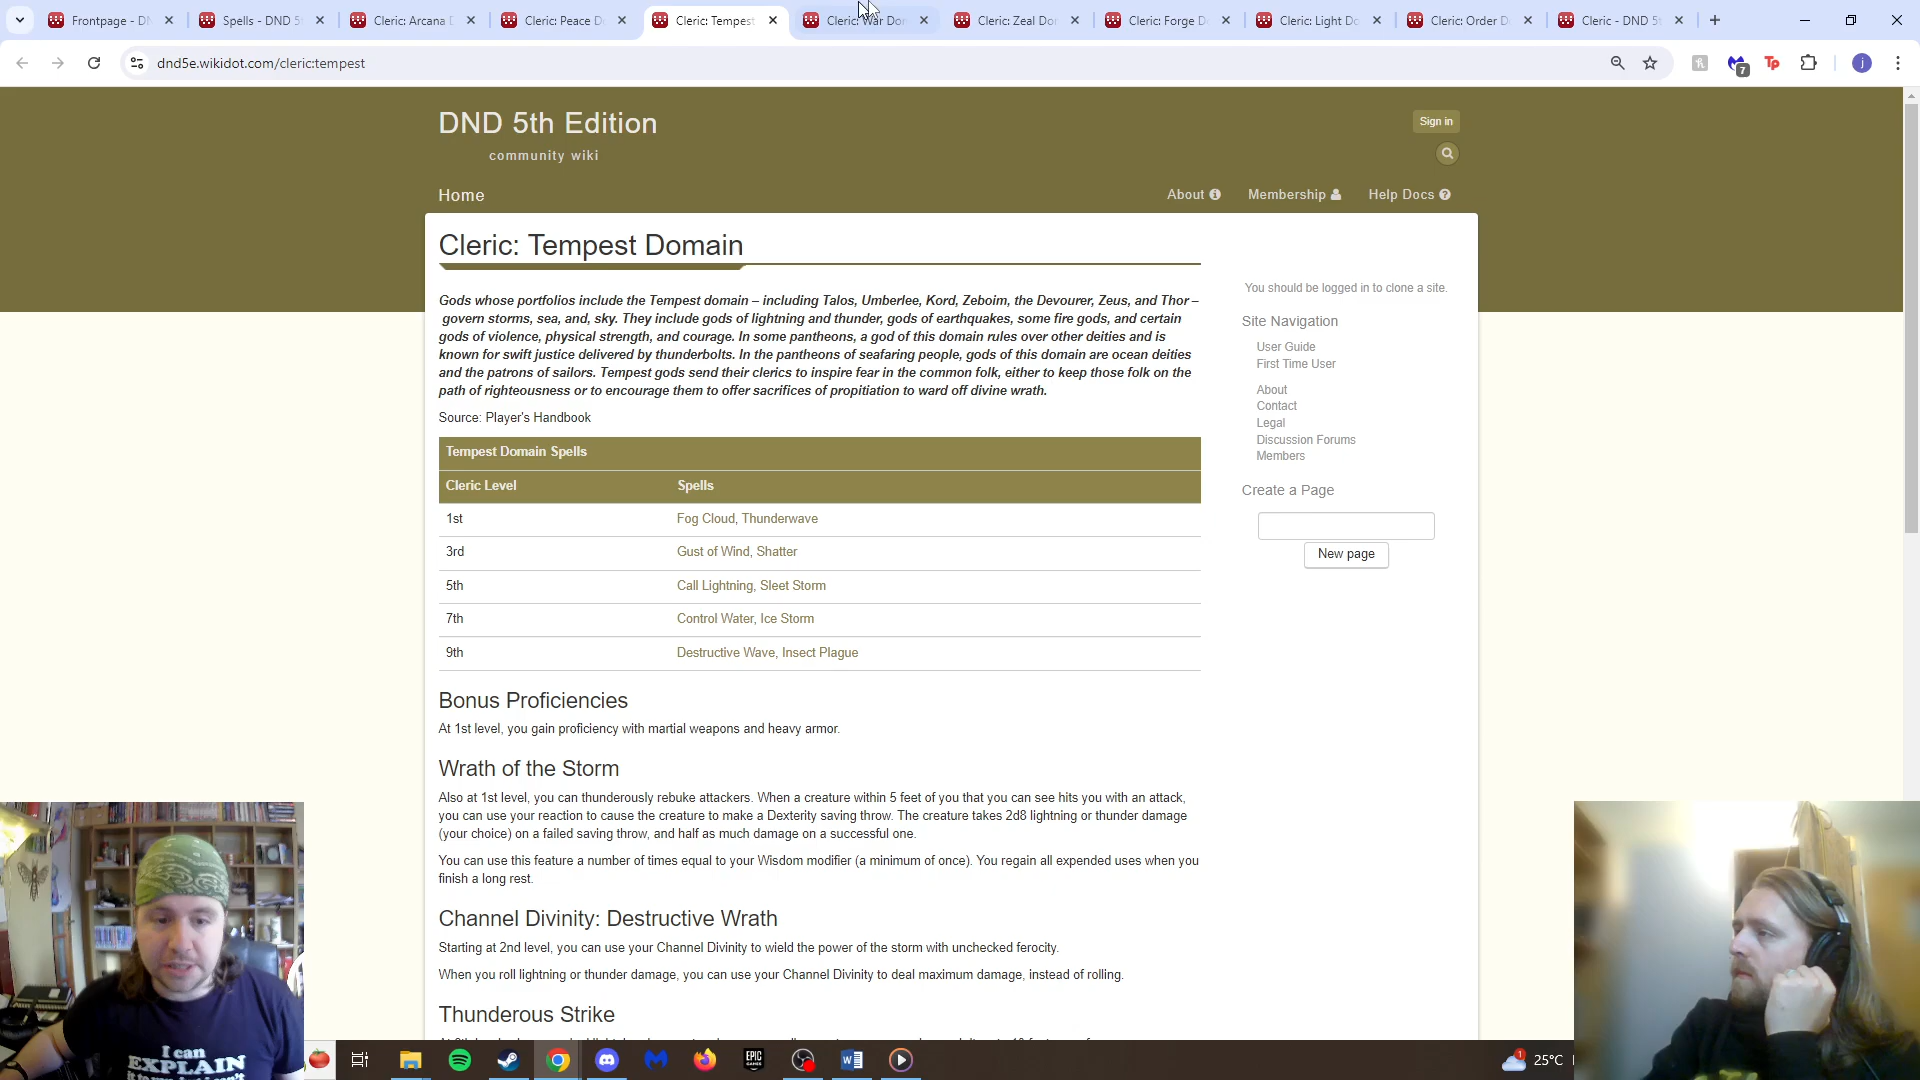 Frontpage - DN
Spells - DND 5
Cleric: Arcana D
Cleric: Peace Do
Cleric: Tempest
Cleric: War Dom
Cleric: Zeal Dor
Cleric: Forge D
Cleric: Light Do
Cleric: Order D
Cleric - DND 5t
dnd5e.wikidot.com/cleric:tempest
7
Tp
j
DND 5th Edition
community wiki
Sign in
Home
About
Membership
Help Docs
Cleric: Tempest Domain
Gods whose portfolios include the Tempest domain – including Talos, Umberlee, Kord, Zeboim, the Devourer, Zeus, and Thor –
govern storms, sea, and, sky. They include gods of lightning and thunder, gods of earthquakes, some fire gods, and certain
gods of violence, physical strength, and courage. In some pantheons, a god of this domain rules over other deities and is
known for swift justice delivered by thunderbolts. In the pantheons of seafaring people, gods of this domain are ocean deities
and the patrons of sailors. Tempest gods send their clerics to inspire fear in the common folk, either to keep those folk on the
path of righteousness or to encourage them to offer sacrifices of propitiation to ward off divine wrath.
Source: Player's Handbook
Tempest Domain Spells
Cleric Level Spells
1st Fog Cloud, Thunderwave
3rd Gust of Wind, Shatter
5th Call Lightning, Sleet Storm
7th Control Water, Ice Storm
9th Destructive Wave, Insect Plague
Bonus Proficiencies
At 1st level, you gain proficiency with martial weapons and heavy armor.
Wrath of the Storm
Also at 1st level, you can thunderously rebuke attackers. When a creature within 5 feet of you that you can see hits you with an attack,
you can use your reaction to cause the creature to make a Dexterity saving throw. The creature takes 2d8 lightning or thunder damage
(your choice) on a failed saving throw, and half as much damage on a successful one.
You can use this feature a number of times equal to your Wisdom modifier (a minimum of once). You regain all expended uses when you
finish a long rest.
Channel Divinity: Destructive Wrath
Starting at 2nd level, you can use your Channel Divinity to wield the power of the storm with unchecked ferocity.
When you roll lightning or thunder damage, you can use your Channel Divinity to deal maximum damage, instead of rolling.
Thunderous Strike
You should be logged in to clone a site.
Site Navigation
User Guide
First Time User
About
Contact
Legal
Discussion Forums
Members
Create a Page
New page
I can
EXPLAIN
EPIC
GAMES
1
25°C